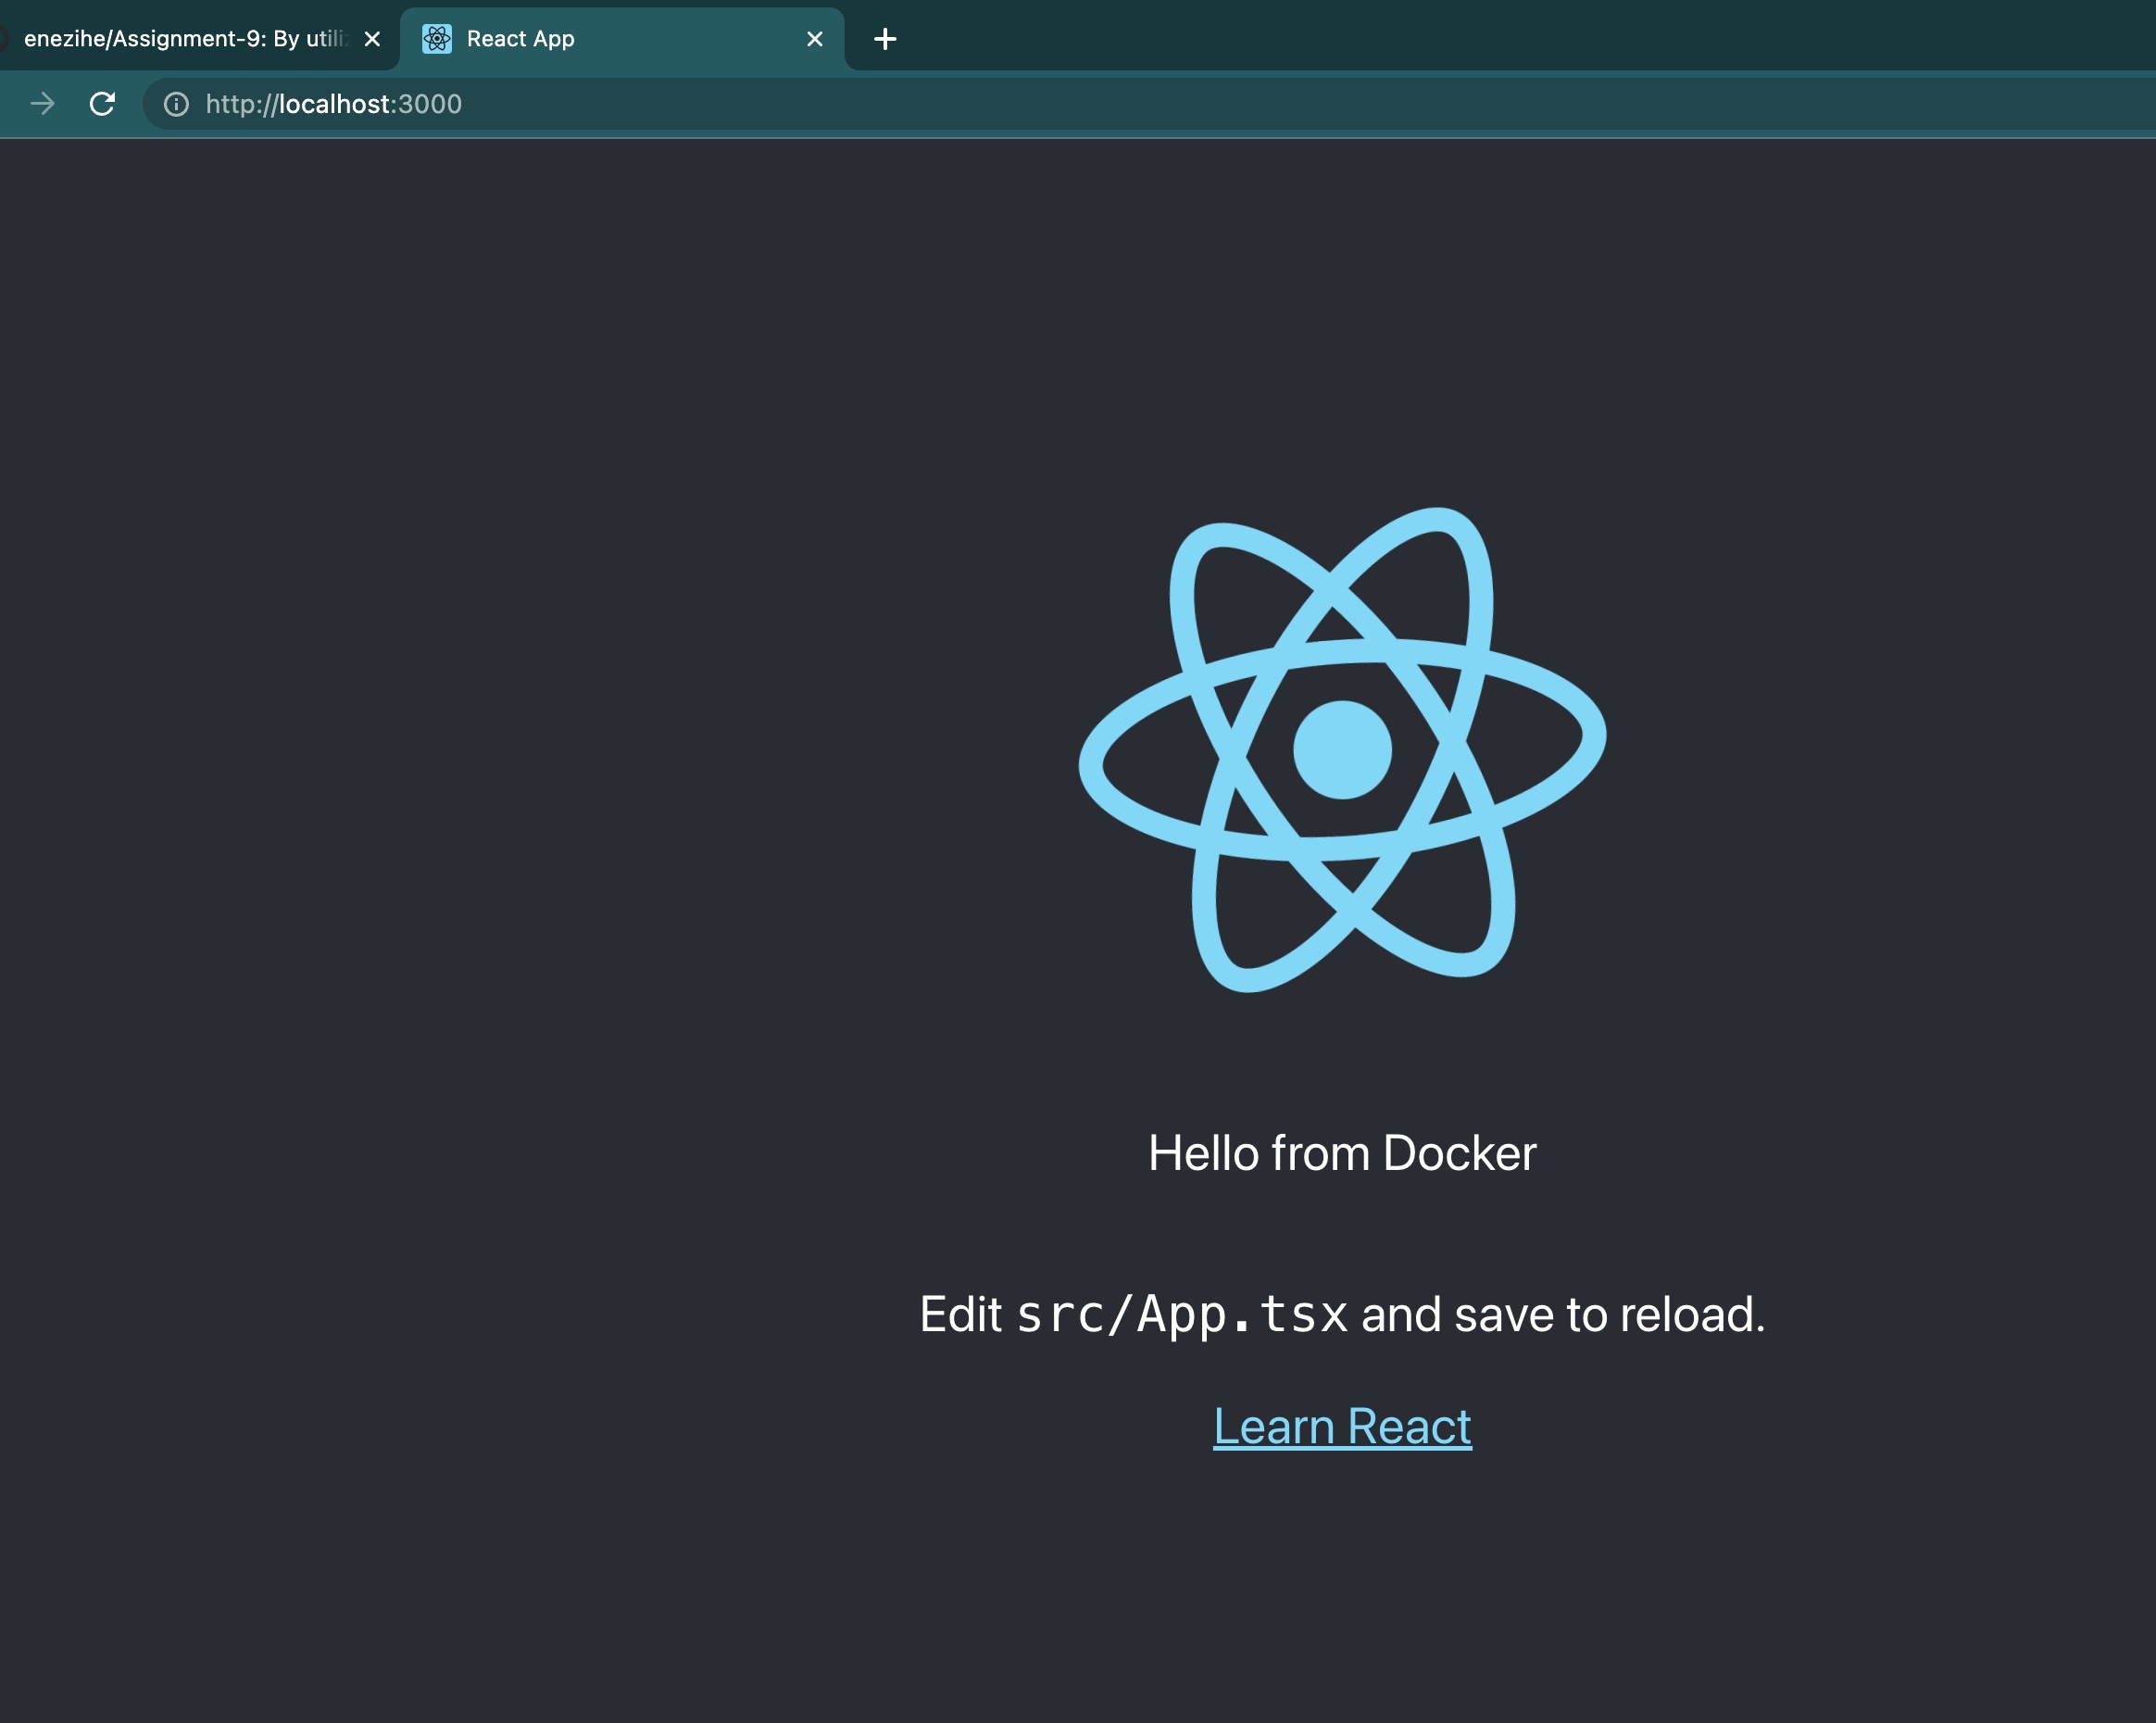 enezihe/Assignment-9: By utili
React App
http://localhost:3000
Hello from Docker
Edit src/App.tsx and save to reload.
Learn React